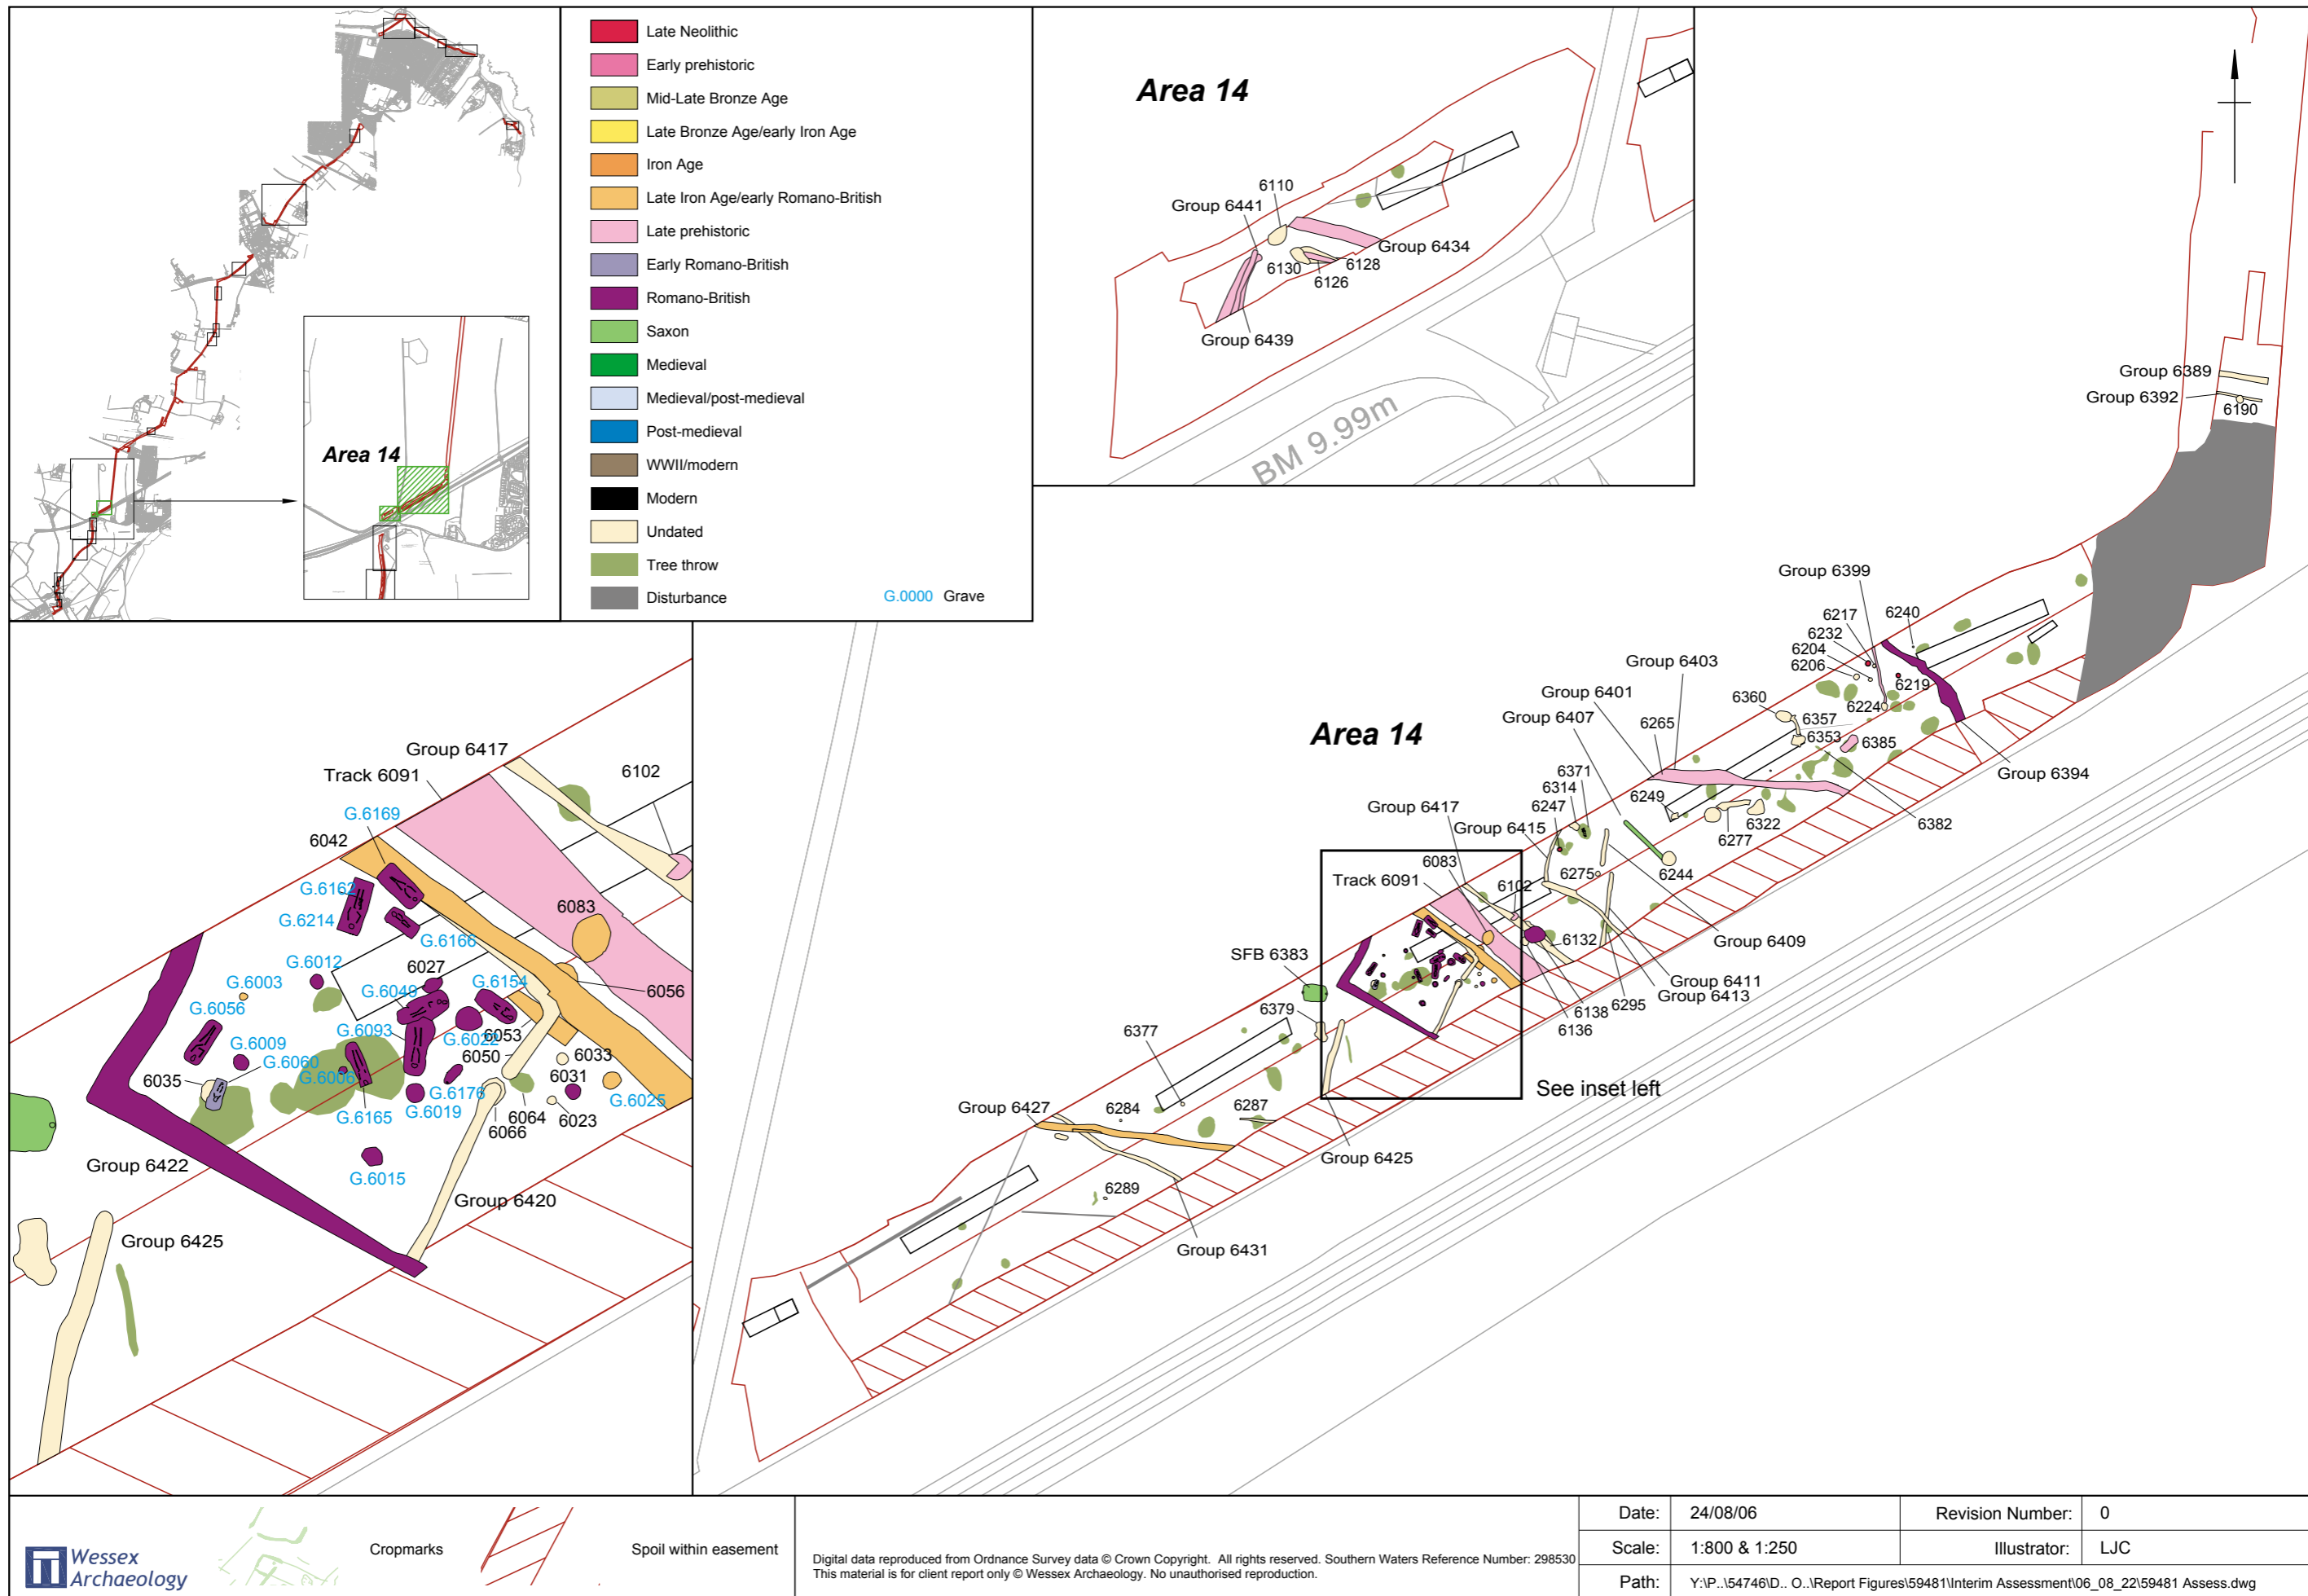 Area 14
Late Neolithic
Early prehistoric
Mid-Late Bronze Age
Late Bronze Age/early Iron Age
Iron Age
Late Iron Age/early Romano-British
Late prehistoric
Early Romano-British
Romano-British
Saxon
Medieval
Medieval/post-medieval
Post-medieval
WWII/modern
Modern
Undated
Tree throw
Disturbance
G.0000 Grave
Area 14
6110
Group 6441
Group 6434
6130
6128
6126
Group 6439
BM 9.99m
Group 6389
Group 6392
6190
Area 14
Group 6399
6217
6240
6232
6204
6206
6219
6224
Group 6403
Group 6401
Group 6407
6265
6360
6357
6353
6385
Group 6394
6382
6371
6314
6247
6249
6322
6277
Group 6417
Group 6415
6083
6275
6244
Track 6091
6102
Group 6409
6132
SFB 6383
Group 6411
Group 6413
6295
6138
6136
6379
6377
See inset left
Group 6427
6284
6287
Group 6425
6289
Group 6431
Group 6417
Track 6091
6102
G.6169
6042
G.6162
G.6214
6083
G.6166
G.6012
6027
G.6003
G.6049
G.6154
6056
G.6056
G.6093
G.6022
6053
G.6009
6050
G.6060
6033
G.6006
6031
6035
G.6176
G.6025
G.6165
G.6019
6064
6023
6066
Group 6422
G.6015
Group 6420
Group 6425
Wessex
Archaeology
Cropmarks
Spoil within easement
Digital data reproduced from Ordnance Survey data © Crown Copyright. All rights reserved. Southern Waters Reference Number: 298530
This material is for client report only © Wessex Archaeology. No unauthorised reproduction.
Date: 24/08/06 Revision Number: 0
Scale: 1:800 & 1:250 Illustrator: LJC
Path: Y:\P..\54746\D.. O..\Report Figures\59481\Interim Assessment\06_08_22\59481 Assess.dwg